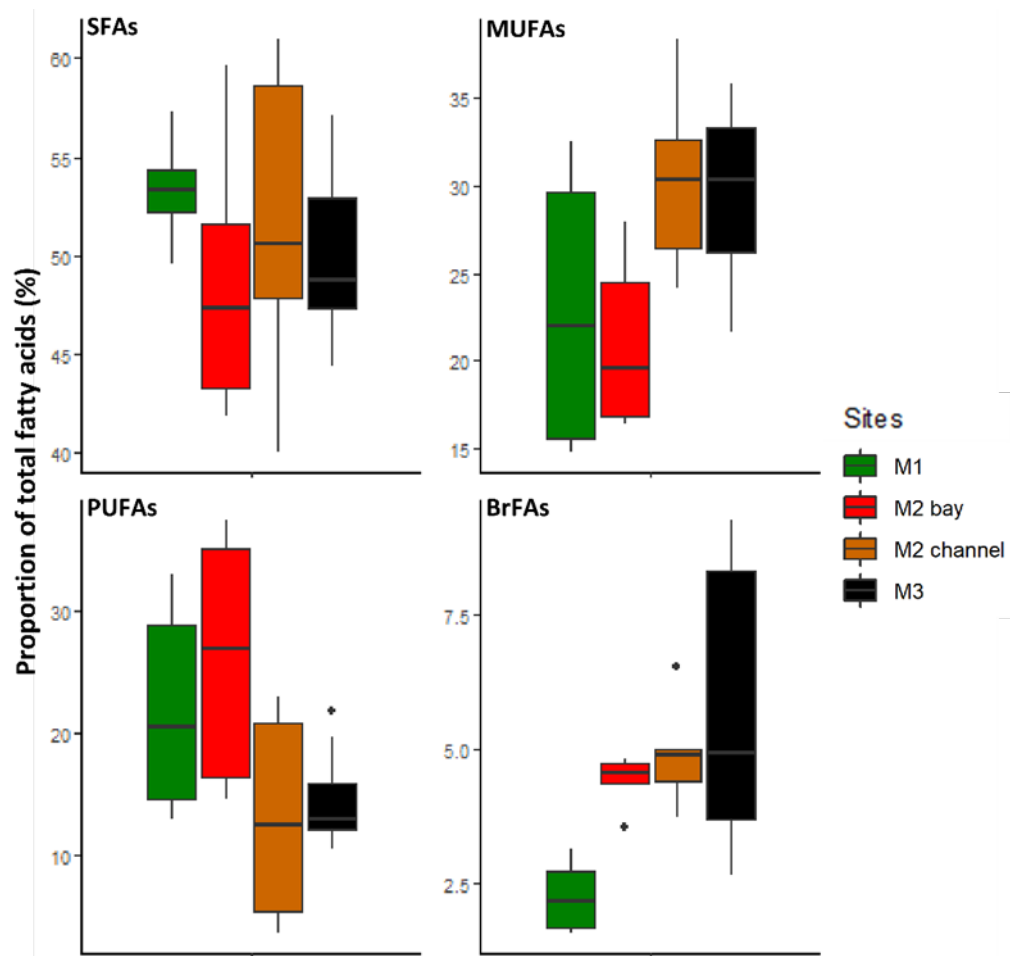 SFAs
60
55
50
45
40
MUFAs
35
30
25
20
15
Proportion of total fatty acids (%)
PUFAs
30
20
10
BrFAs
7.5
5.0
2.5
Sites
M1
M2 bay
M2 channel
M3